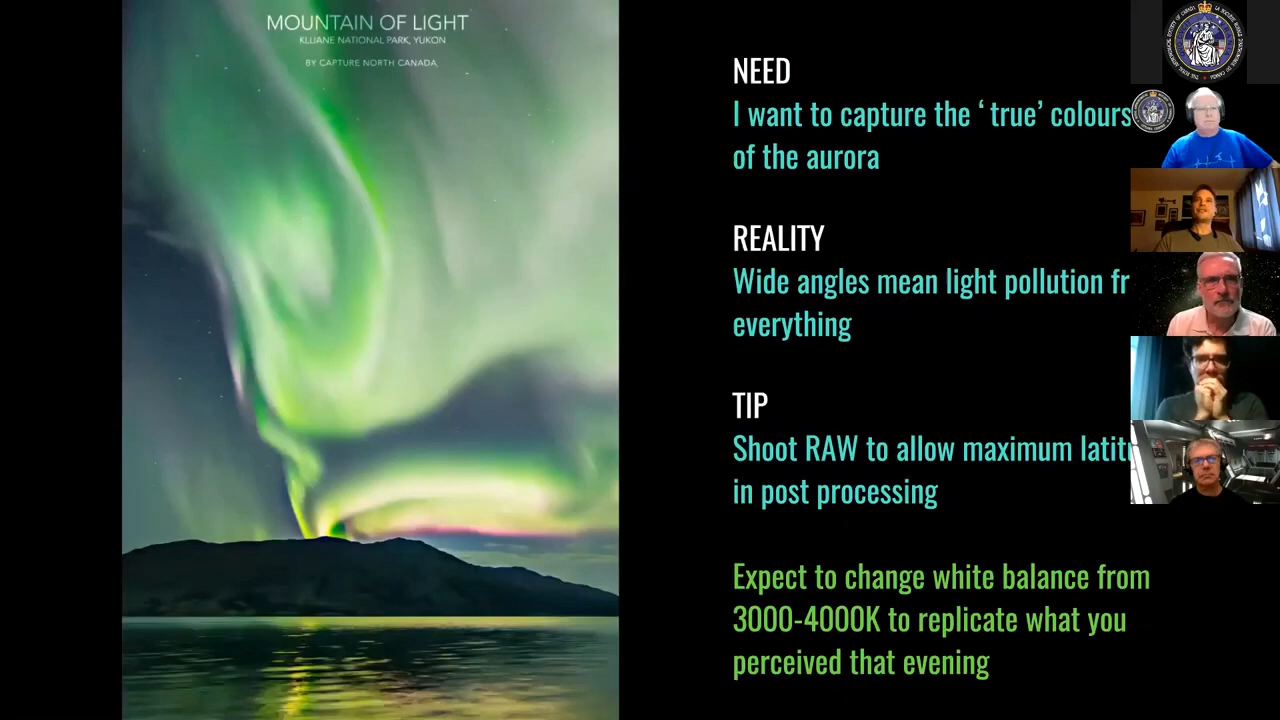 MOUNTAIN OF LIGHT
KLUANE NATIONAL PARK, YUKON
BY CAPTURE NORTH CANADA
NEED
I want to capture the ‘ true’ colours
of the aurora
REALITY
Wide angles mean light pollution fr
everything
TIP
Shoot RAW to allow maximum latit
in post processing
Expect to change white balance from
3000-4000K to replicate what you
perceived that evening